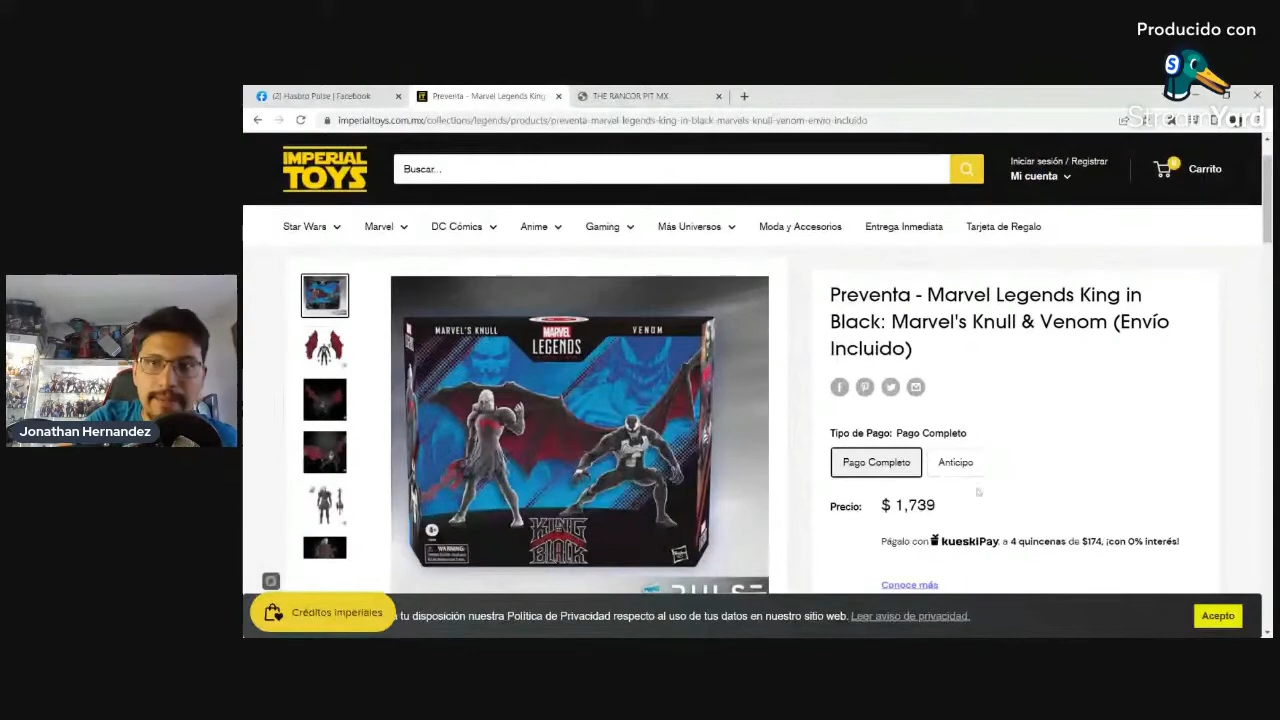 Producido con
StreamYard
(2) Hasbro Pulse | Facebook
Preventa - Marvel Legends King
THE RANCOR PIT MX
imperialtoys.com.mx/collections/legends/products/preventa-marvel-legends-king-in-black-marvels-knull-venom-envio-incluido
IMPERIAL
TOYS
Buscar...
Iniciar sesión / Registrar
Mi cuenta
0
Carrito
Star Wars
Marvel
DC Cómics
Anime
Gaming
Más Universos
Moda y Accesorios
Entrega Inmediata
Tarjeta de Regalo
MARVEL'S KNULL
MARVEL
LEGENDS
VENOM
KING
IN
BLACK
WARNING:
Hasbro
PULSE
Preventa - Marvel Legends King in
Black: Marvel's Knull & Venom (Envío
Incluido)
Tipo de Pago: Pago Completo
Pago Completo
Anticipo
Precio:
$ 1,739
Págalo con kueskiPay. a 4 quincenas de $174, ¡con 0% interés!
Conoce más
Créditos Imperiales
a tu disposición nuestra Política de Privacidad respecto al uso de tus datos en nuestro sitio web. Leer aviso de privacidad.
Acepto
Jonathan Hernandez